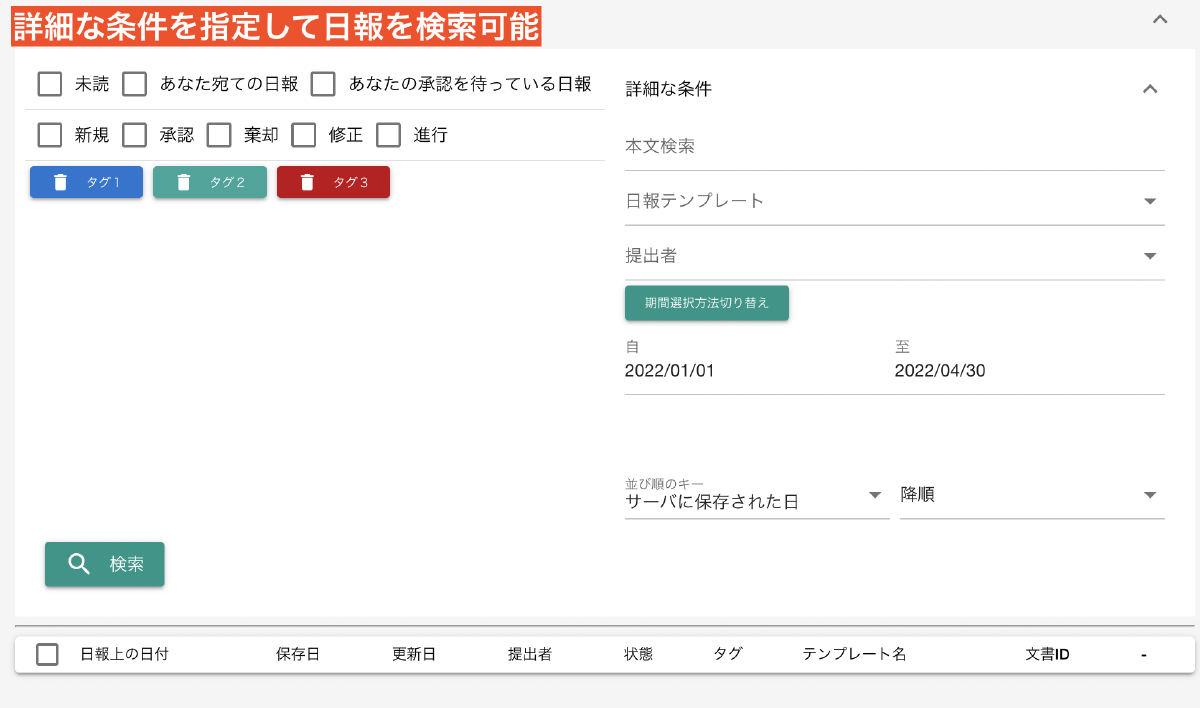 詳細な条件を指定して日報を検索可能
未読 あなた宛ての日報 あなたの承認を待っている日報
新規 承認 棄却 修正 進行
タグ1 タグ2 タグ3
詳細な条件
本文検索
日報テンプレート
提出者
期間選択方法切り替え
自 至
2022/01/01 2022/04/30
並び順のキー
サーバに保存された日 降順
検索
日報上の日付 保存日 更新日 提出者 状態 タグ テンプレート名 文書ID -